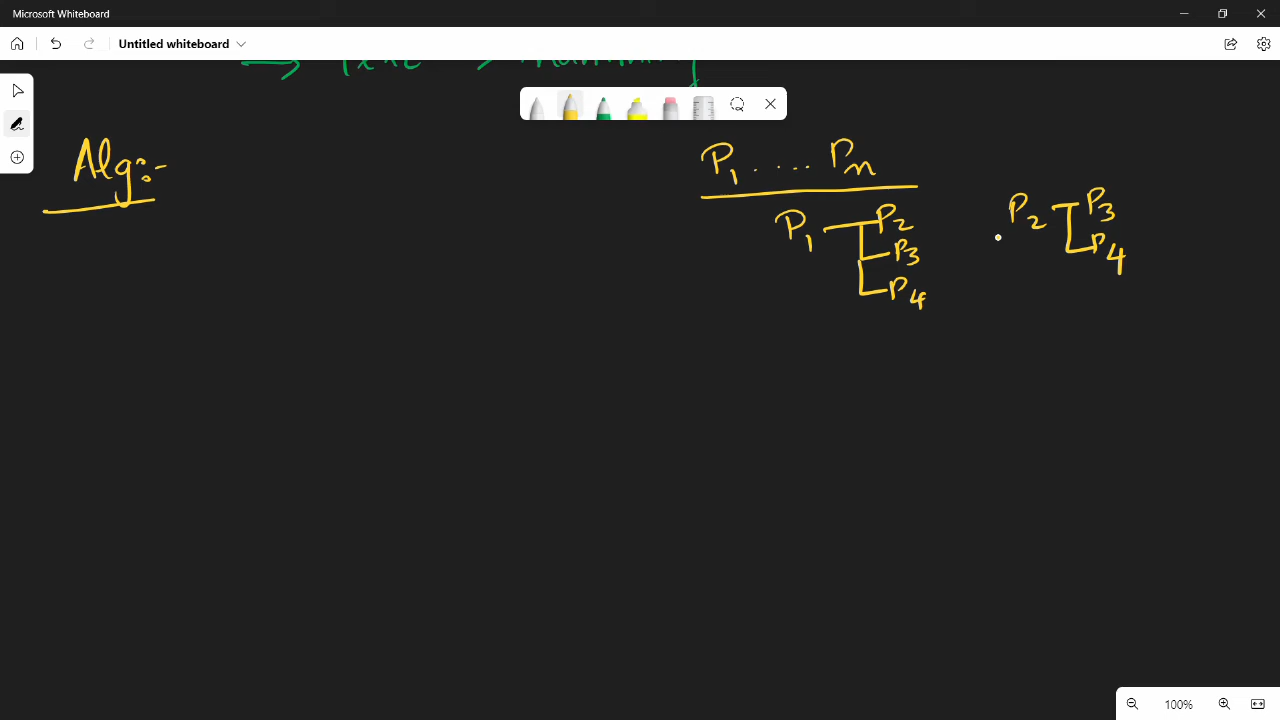 Microsoft Whiteboard
Untitled whiteboard
Alg:-
P1 .... Pn
P1 P2
P3
P4
P2 P3
P4
100%